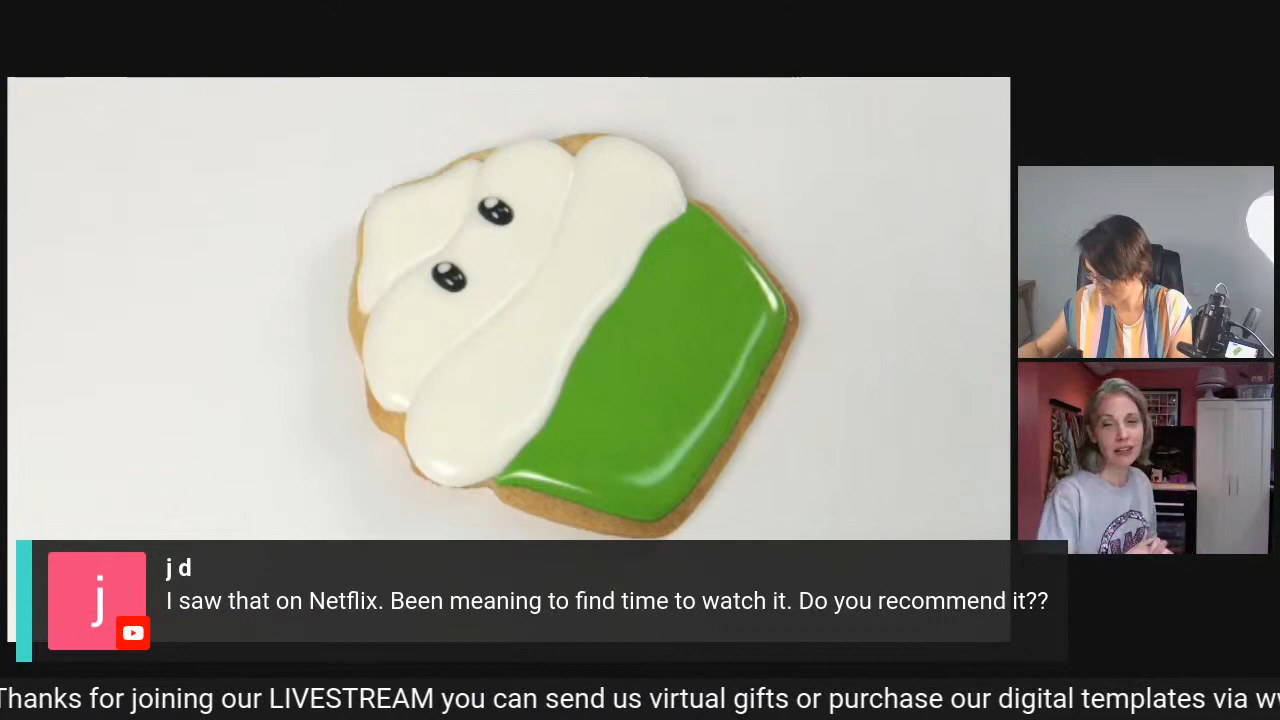 j
j d
I saw that on Netflix. Been meaning to find time to watch it. Do you recommend it??
Thanks for joining our LIVESTREAM you can send us virtual gifts or purchase our digital templates via w